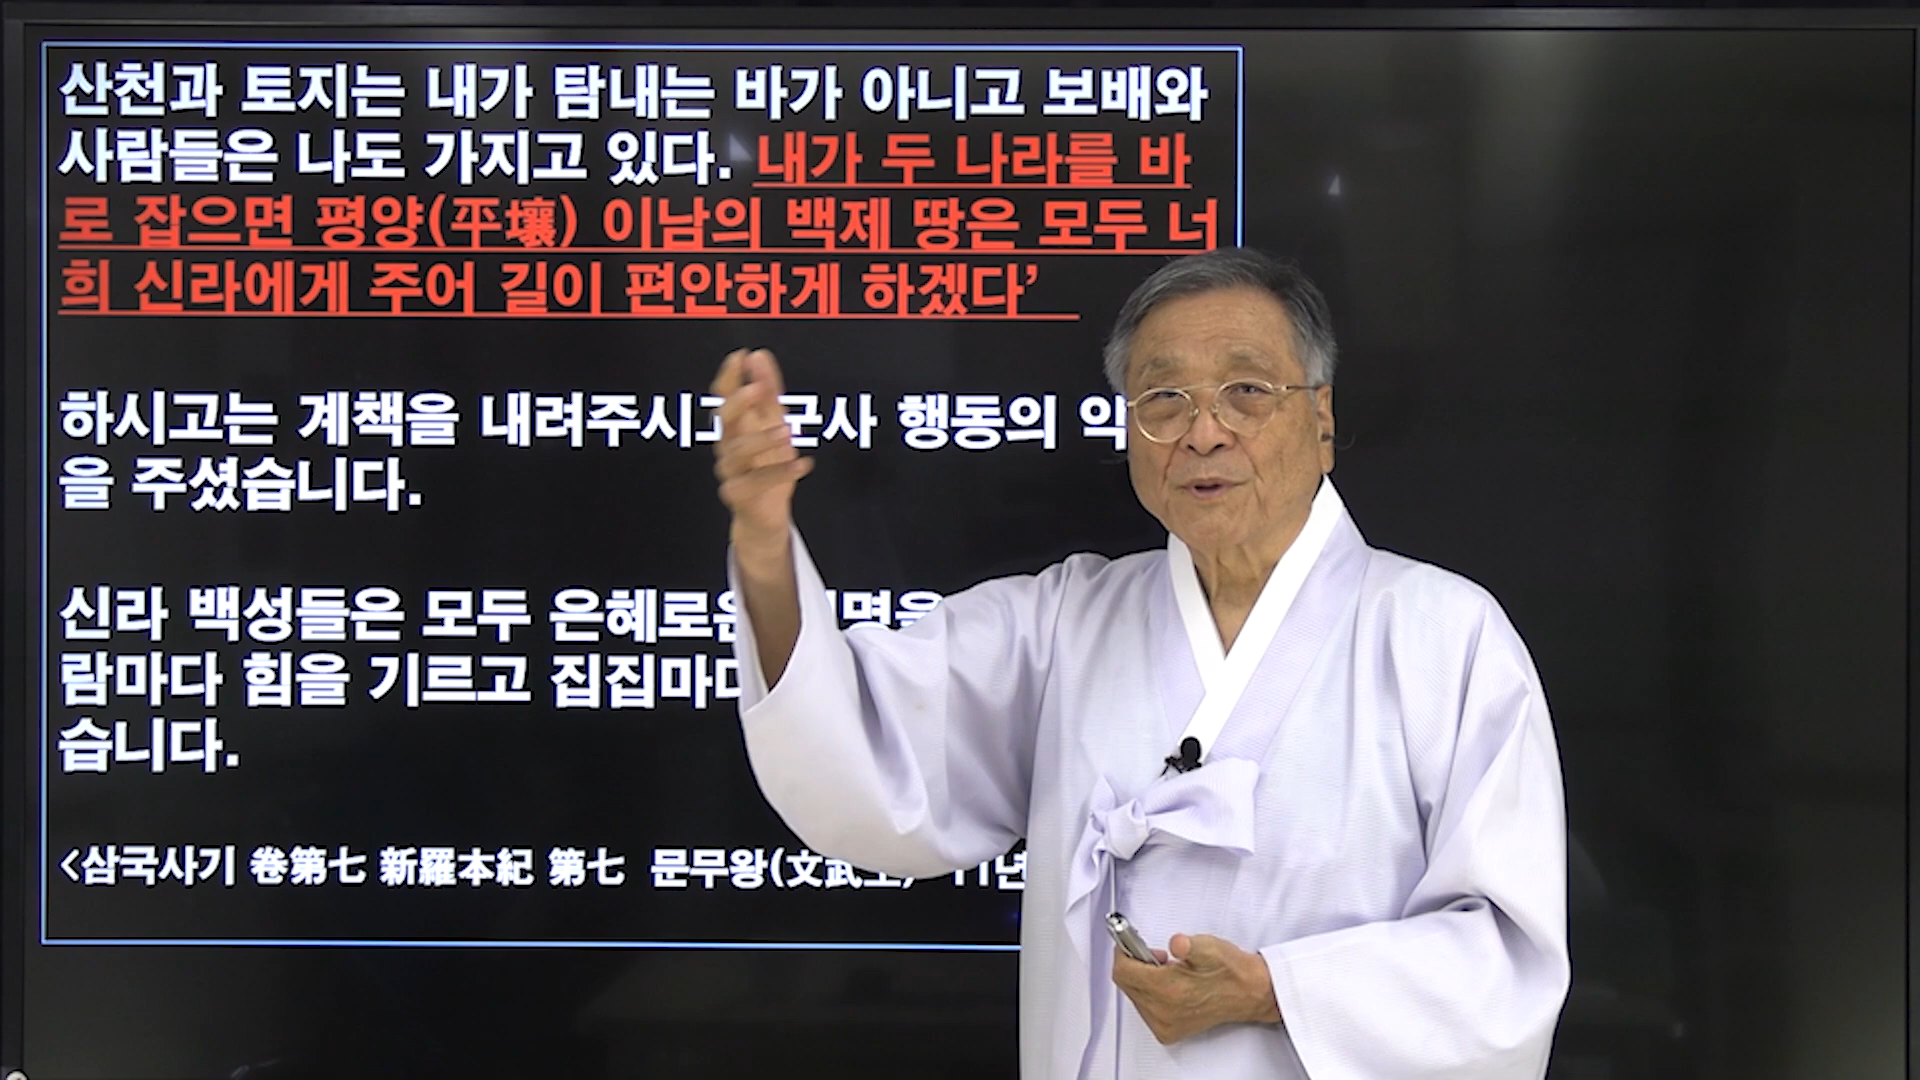 산천과 토지는 내가 탐내는 바가 아니고 보배와
사람들은 나도 가지고 있다. 내가 두 나라를 바
로 잡으면 평양(平壤) 이남의 백제 땅은 모두 너
희 신라에게 주어 길이 편안하게 하겠다’
하시고는 계책을 내려주시고 군사 행동의
을 주셨습니다.
신라 백성들은 모두
람마다 힘을 기르고 집집마다
습니다.
<삼국사기 卷第七 新羅本紀 第七 문무왕(文武王) 11년